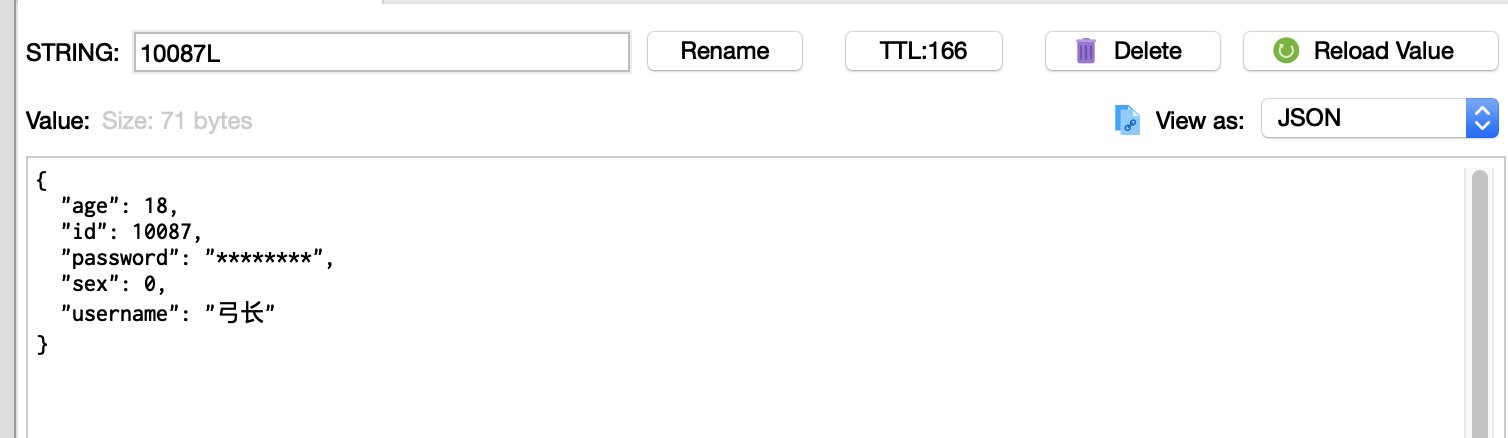 STRING: 10087L Rename TTL:166 Delete Reload Value
Value: Size: 71 bytes View as: JSON
{
"age": 18,
"id": 10087,
"password": "********",
"sex": 0,
"username": "弓长"
}